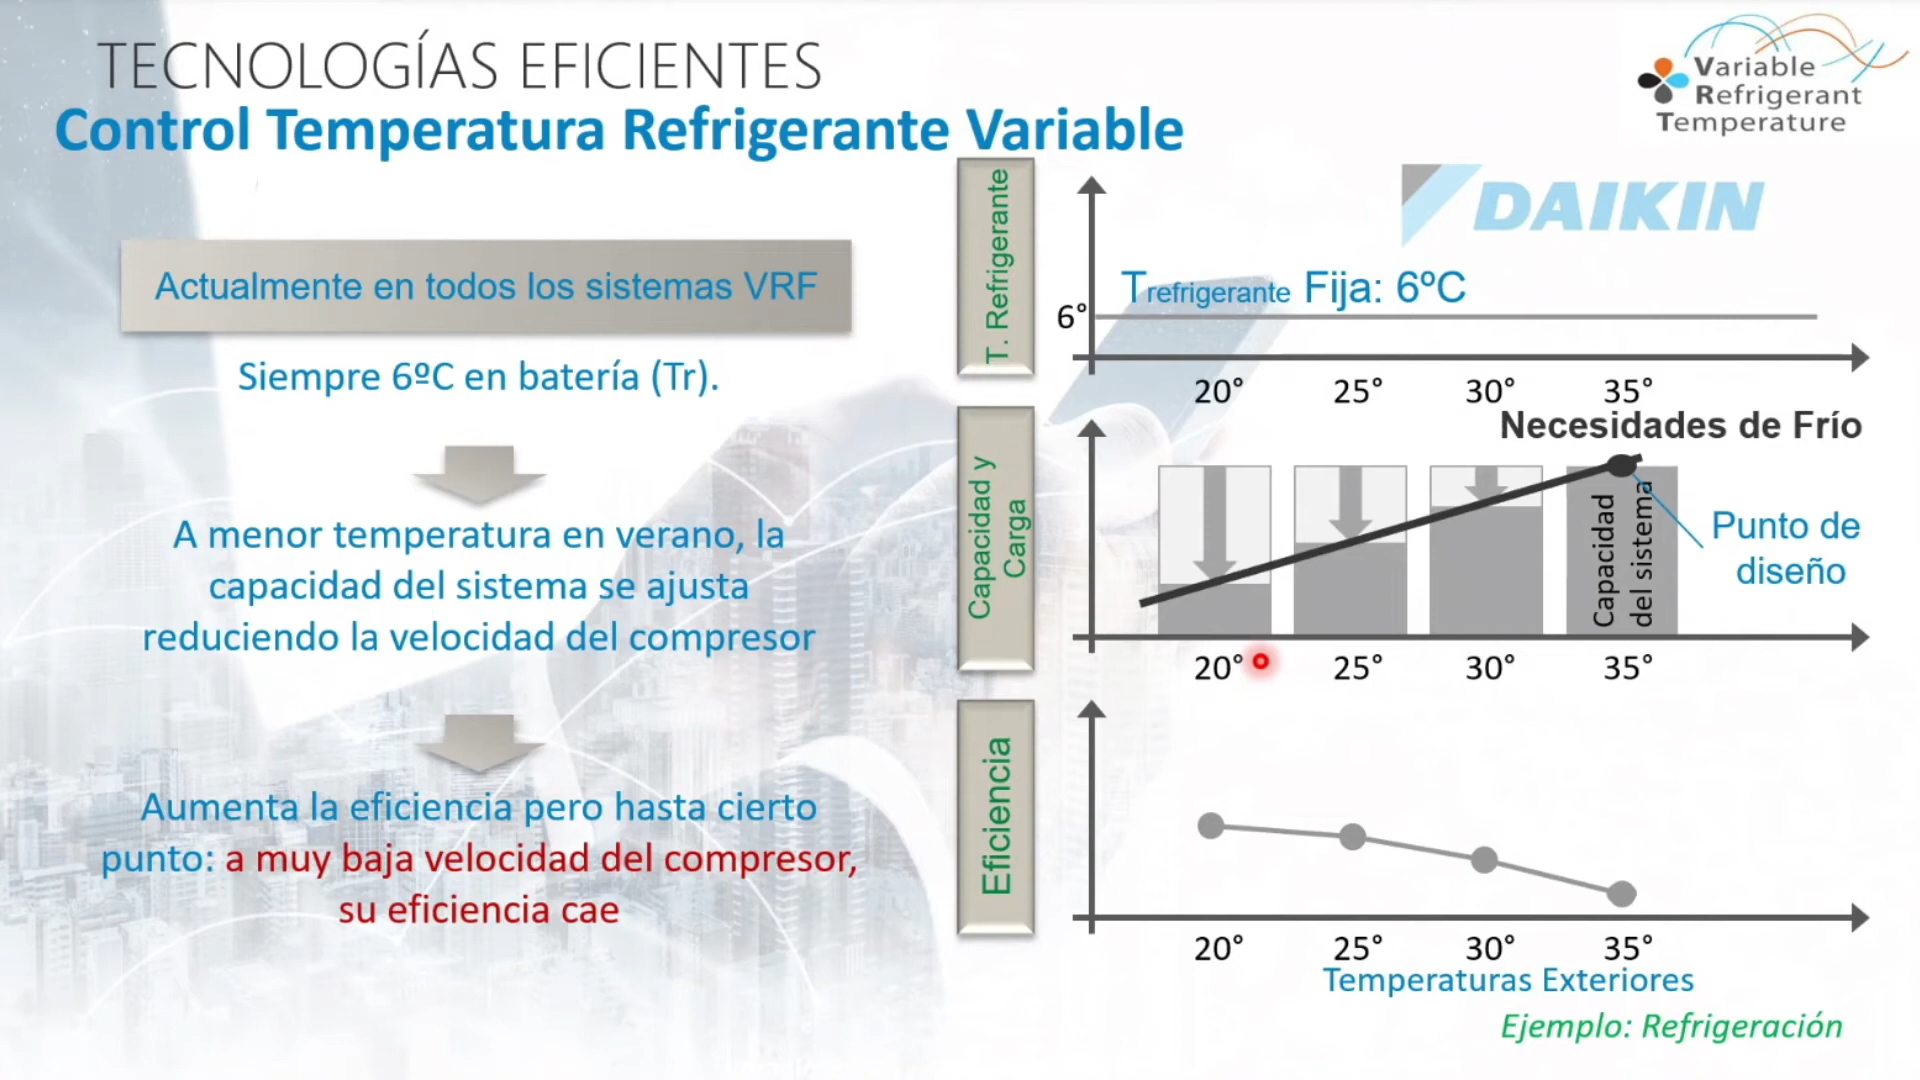 TECNOLOGÍAS EFICIENTES
Control Temperatura Refrigerante Variable
Variable
Refrigerant
Temperature
DAIKIN
Actualmente en todos los sistemas VRF
Siempre 6ºC en batería (Tr).
A menor temperatura en verano, la
capacidad del sistema se ajusta
reduciendo la velocidad del compresor
Aumenta la eficiencia pero hasta cierto
punto: a muy baja velocidad del compresor,
su eficiencia cae
T. Refrigerante
Trefrigerante Fija: 6ºC
6°
20° 25° 30° 35°
Capacidad y
Carga
Necesidades de Frío
Capacidad
del sistema
Punto de
diseño
20° 25° 30° 35°
Eficiencia
20° 25° 30° 35°
Temperaturas Exteriores
Ejemplo: Refrigeración